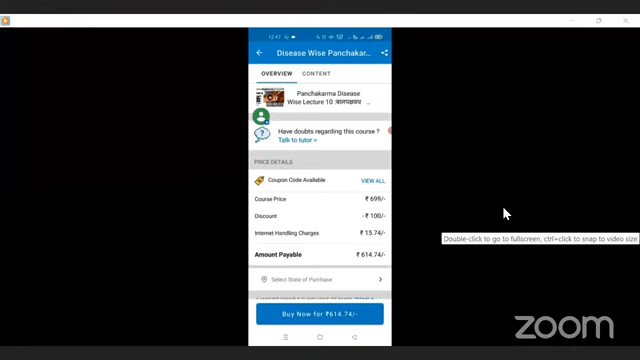 12:47
Disease Wise Panchakar...
OVERVIEW
CONTENT
Panchakarma Disease
Wise Lecture 10 :बालपक्षवध ...
Have doubts regarding this course ?
Talk to tutor >
PRICE DETAILS
Coupon Code Available
VIEW ALL
Course Price
₹ 699/-
Discount
- ₹ 100/-
Internet Handling Charges
₹ 15.74/-
Amount Payable
₹ 614.74/-
Select State of Purchase
Buy Now for ₹614.74/-
Double-click to go to fullscreen, ctrl+click to snap to video size
zoom